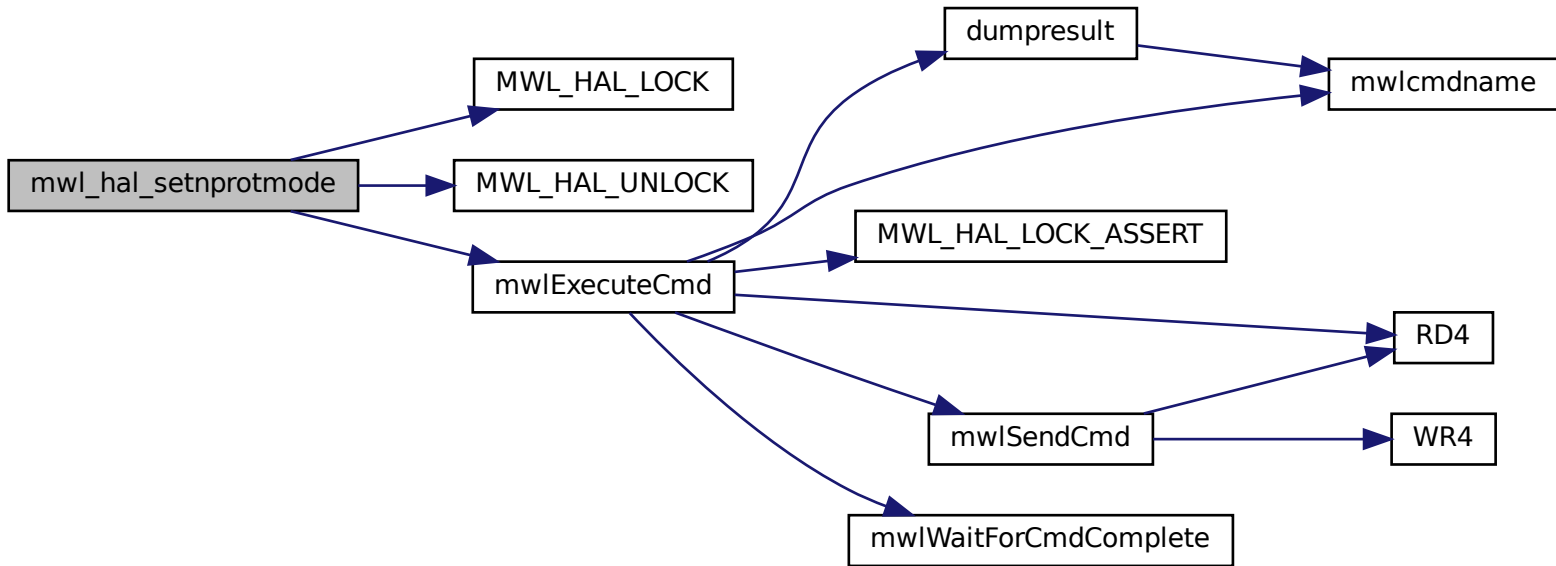 dumpresult
MWL_HAL_LOCK
mwlcmdname
mwl_hal_setnprotmode
MWL_HAL_UNLOCK
MWL_HAL_LOCK_ASSERT
mwlExecuteCmd
RD4
mwlSendCmd
WR4
mwlWaitForCmdComplete